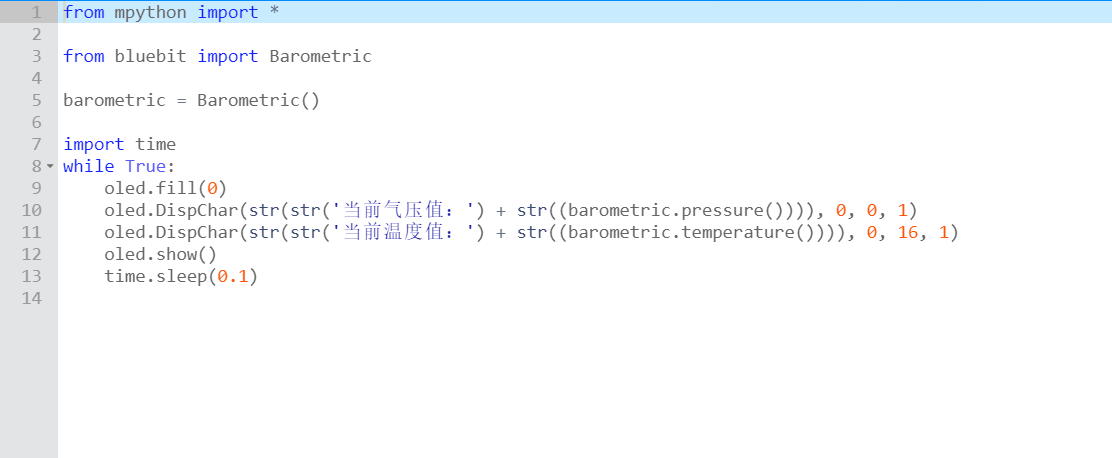 1 from mpython import *
2
3 from bluebit import Barometric
4
5 barometric = Barometric()
6
7 import time
8 while True:
9     oled.fill(0)
10     oled.DispChar(str(str('当前气压值：') + str((barometric.pressure()))), 0, 0, 1)
11     oled.DispChar(str(str('当前温度值：') + str((barometric.temperature()))), 0, 16, 1)
12     oled.show()
13     time.sleep(0.1)
14